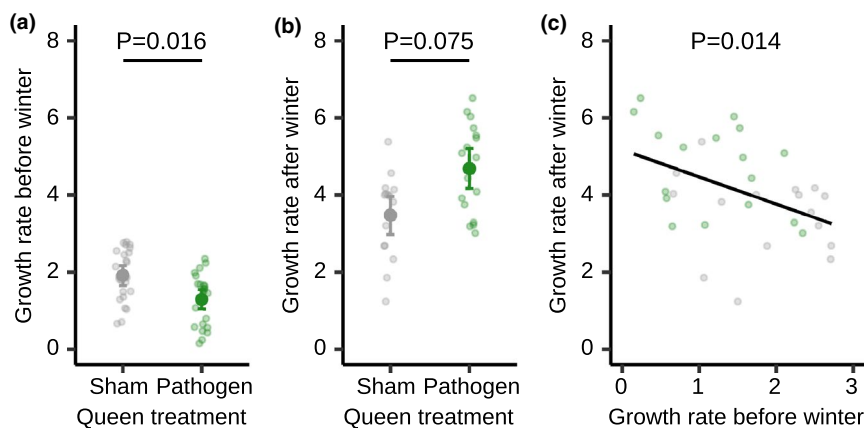 (a)
P=0.016
Growth rate before winter
8
6
4
2
0
Sham Pathogen
Queen treatment
(b)
P=0.075
Growth rate after winter
8
6
4
2
0
Sham Pathogen
Queen treatment
(c)
P=0.014
Growth rate after winter
8
6
4
2
0
0 1 2 3
Growth rate before winter